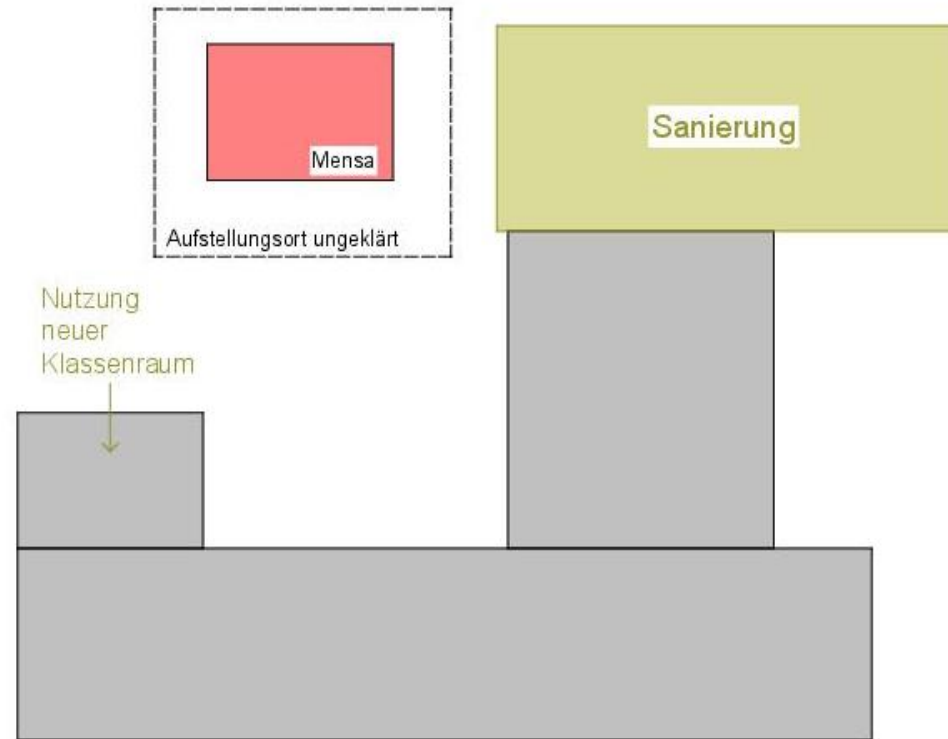 Sanierung
Mensa
Aufstellungsort ungeklärt
Nutzung
neuer
Klassenraum